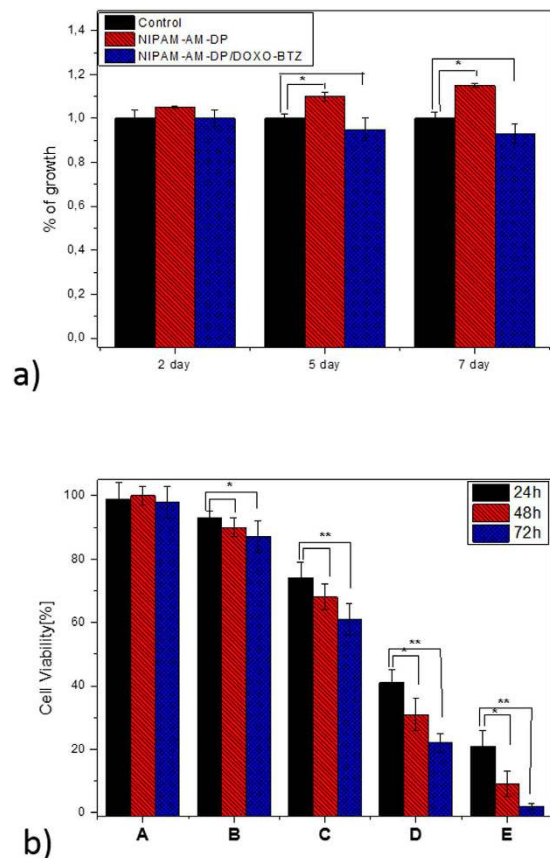 Control
NIPAM-AM-DP
NIPAM-AM-DP/DOXO-BTZ
1,4
1,2
1,0
0,8
0,6
0,4
0,2
0,0
% of growth
* *
2 day 5 day 7 day
a)
24h
48h
72h
100
80
60
40
20
0
Cell Viability[%]
*
**
**
*
**
*
A B C D E
b)